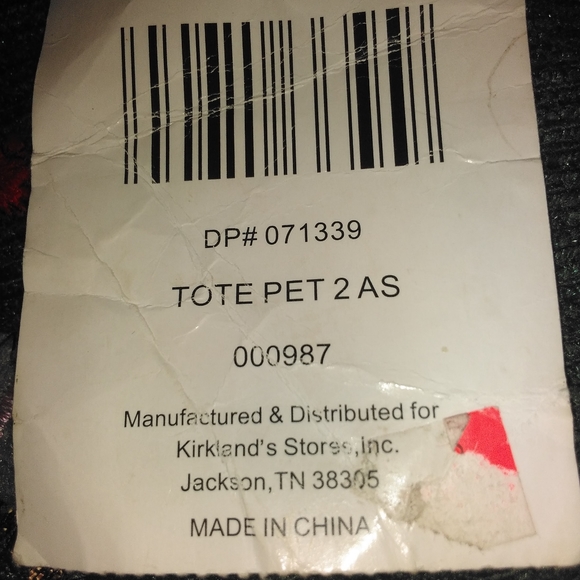 DP# 071339
TOTE PET 2 AS
000987
Manufactured & Distributed for
Kirkland's Stores,Inc.
Jackson,TN 38305
MADE IN CHINA